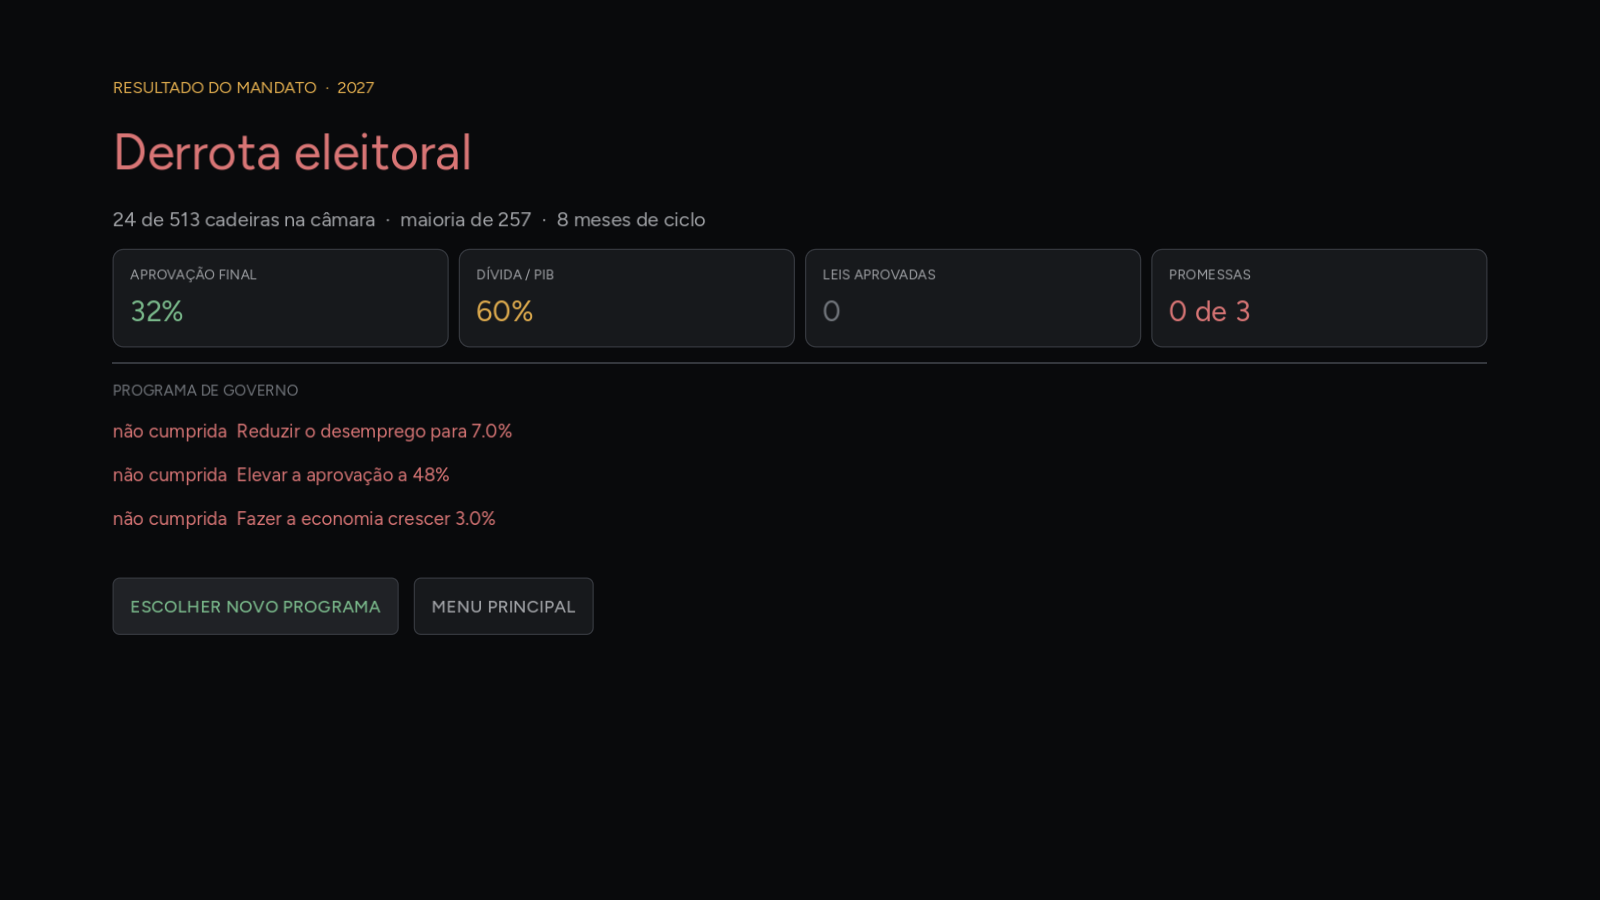 RESULTADO DO MANDATO · 2027
Derrota eleitoral
24 de 513 cadeiras na câmara · maioria de 257 · 8 meses de ciclo
APROVAÇÃO FINAL
32%
DÍVIDA / PIB
60%
LEIS APROVADAS
0
PROMESSAS
0 de 3
PROGRAMA DE GOVERNO
não cumprida Reduzir o desemprego para 7.0%
não cumprida Elevar a aprovação a 48%
não cumprida Fazer a economia crescer 3.0%
ESCOLHER NOVO PROGRAMA
MENU PRINCIPAL